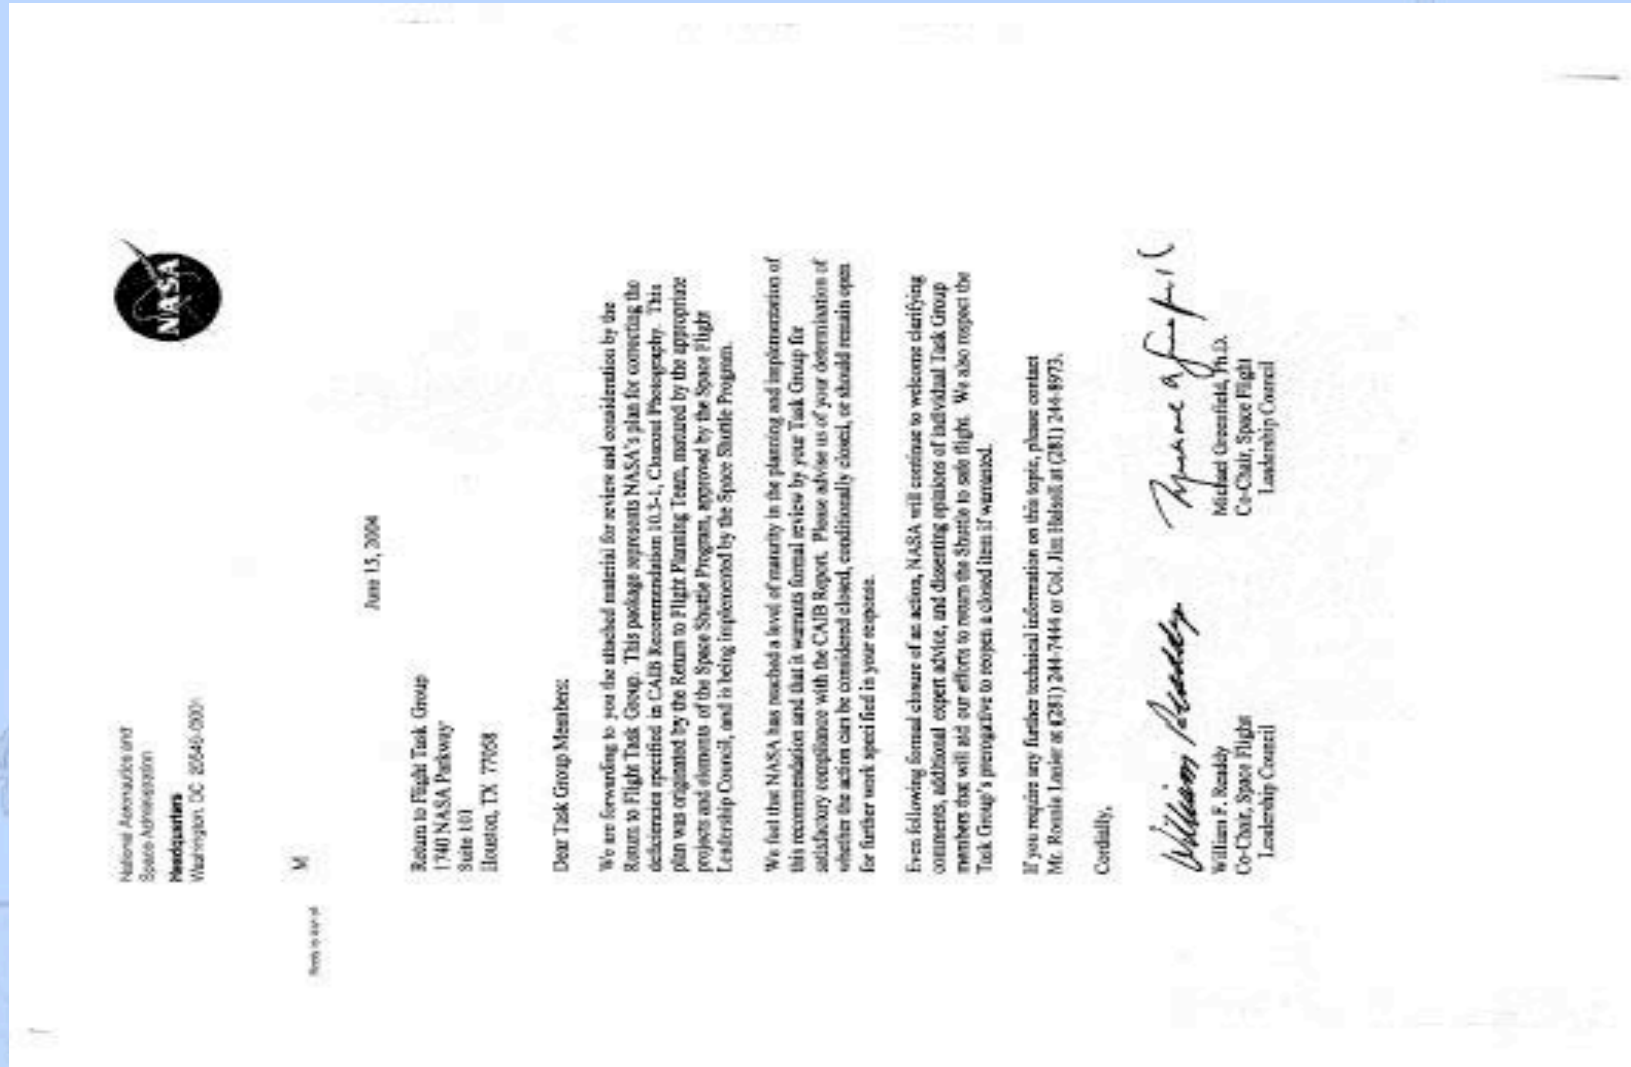 National Aeronautics and
Space Administration
Headquarters
Washington, DC 20546-0001
NASA
Reply to Attn of:
M
June 15, 2004
Return to Flight Task Group
1740 NASA Parkway
Suite 101
Houston, TX 77058
Dear Task Group Members:
We are forwarding to you the attached material for review and consideration by the
Return to Flight Task Group. This package represents NASA's plan for correcting the
deficiencies specified in CAIB Recommendation 10.3-1, Closeout Photography. This
plan was originated by the Return to Flight Planning Team, matured by the appropriate
projects and elements of the Space Shuttle Program, approved by the Space Flight
Leadership Council, and is being implemented by the Space Shuttle Program.
We feel that NASA has reached a level of maturity in the planning and implementation of
this recommendation and that it warrants formal review by your Task Group for
satisfactory compliance with the CAIB Report. Please advise us of your determination of
whether the action can be considered closed, conditionally closed, or should remain open
for further work specified in your response.
Even following formal closure of an action, NASA will continue to welcome clarifying
comments, additional expert advice, and dissenting opinions of individual Task Group
members that will aid our efforts to return the Shuttle to safe flight. We also respect the
Task Group's prerogative to reopen a closed item if warranted.
If you require any further technical information on this topic, please contact
Mr. Ronnie Lanier at (281) 244-7444 or Col. Jim Halsell at (281) 244-8973.
Cordially,
William Readdy
William F. Readdy
Co-Chair, Space Flight
Leadership Council
Michael Greenfield, Ph.D.
Co-Chair, Space Flight
Leadership Council